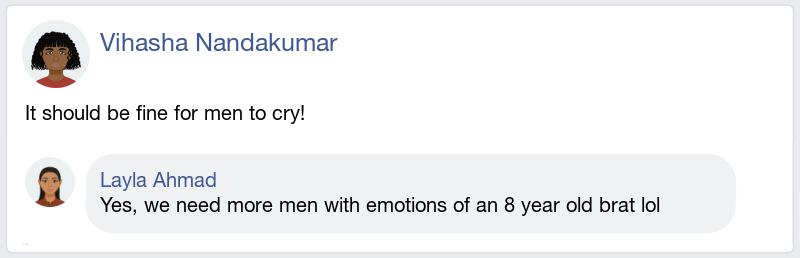 Vihasha Nandakumar
It should be fine for men to cry!
Layla Ahmad
Yes, we need more men with emotions of an 8 year old brat lol